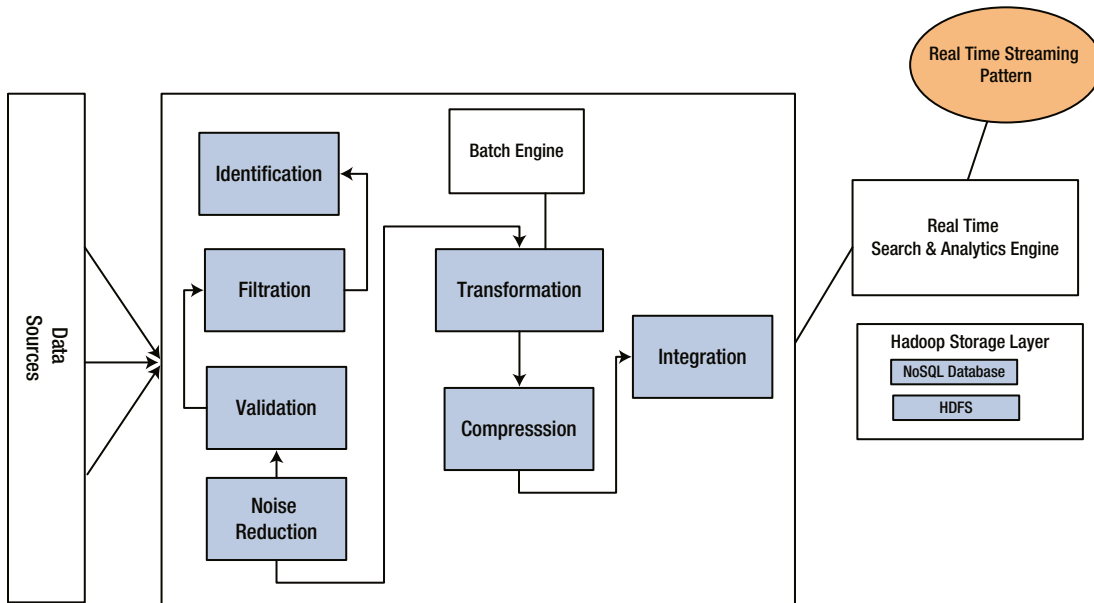 Real Time Streaming
Pattern
Data
Sources
Identification
Batch Engine
Filtration
Transformation
Real Time
Search & Analytics Engine
Validation
Compresssion
Integration
Hadoop Storage Layer
NoSQL Database
HDFS
Noise
Reduction